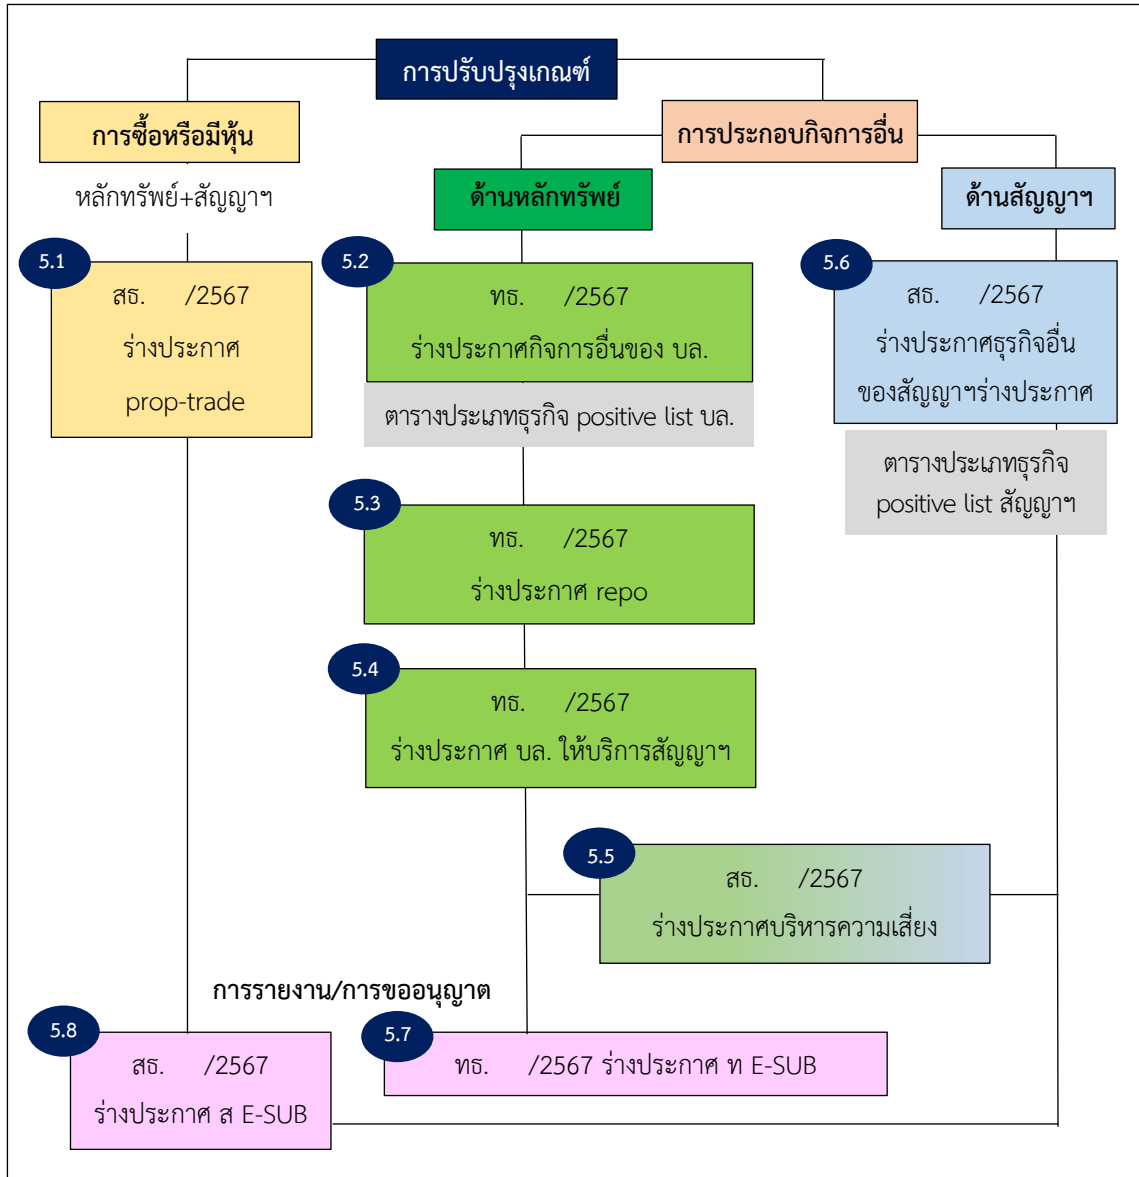 การปรับปรุงเกณฑ์
การซื้อหรือมีหุ้น
การประกอบกิจการอื่น
หลักทรัพย์+สัญญาฯ
ด้านหลักทรัพย์
ด้านสัญญาฯ
5.1
สธ. /2567
ร่างประกาศ
prop-trade
5.2
ทธ. /2567
ร่างประกาศกิจการอื่นของ บล.
ตารางประเภทธุรกิจ positive list บล.
5.6
สธ. /2567
ร่างประกาศธุรกิจอื่น
ของสัญญาฯร่างประกาศ
ตารางประเภทธุรกิจ
positive list สัญญาฯ
5.3
ทธ. /2567
ร่างประกาศ repo
5.4
ทธ. /2567
ร่างประกาศ บล. ให้บริการสัญญาฯ
5.5
สธ. /2567
ร่างประกาศบริหารความเสี่ยง
การรายงาน/การขออนุญาต
5.8
สธ. /2567
ร่างประกาศ ส E-SUB
5.7
ทธ. /2567 ร่างประกาศ ท E-SUB